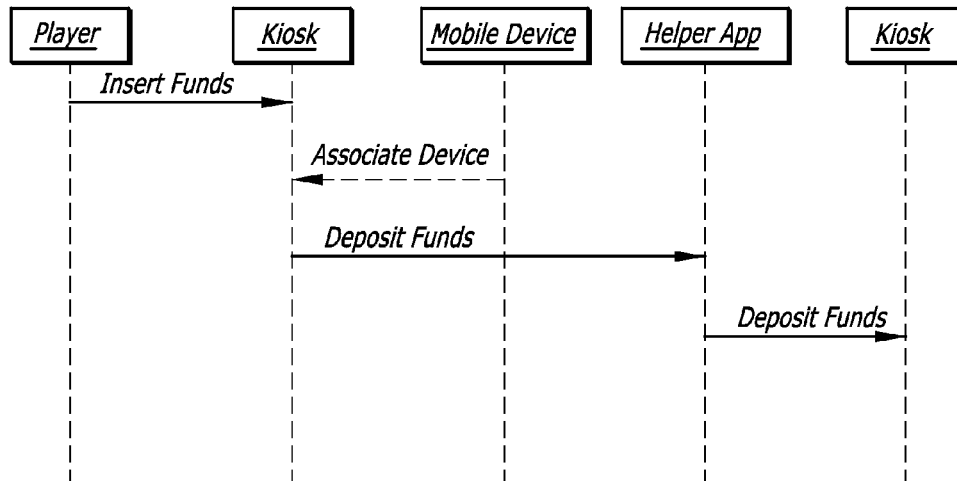 Player
Kiosk
Mobile Device
Helper App
Kiosk
Insert Funds
Associate Device
Deposit Funds
Deposit Funds